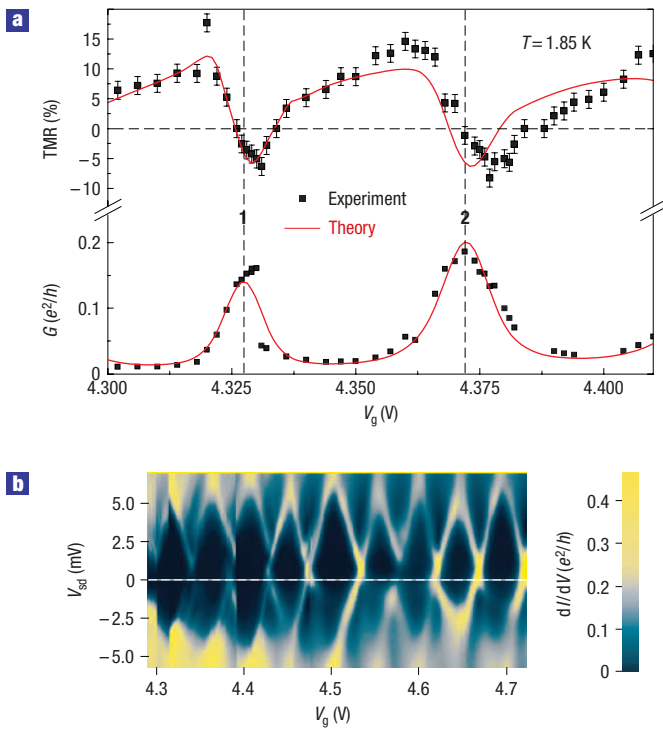 a
T = 1.85 K
15
10
5
0
−5
−10
TMR (%)
Experiment
Theory
1
2
0.2
0.1
0
G (e²/h)
4.300
4.325
4.350
4.375
4.400
Vg (V)
b
5.0
2.5
0
−2.5
−5.0
Vsd (mV)
4.3
4.4
4.5
4.6
4.7
Vg (V)
0.4
0.3
0.2
0.1
0
dI/dV (e²/h)